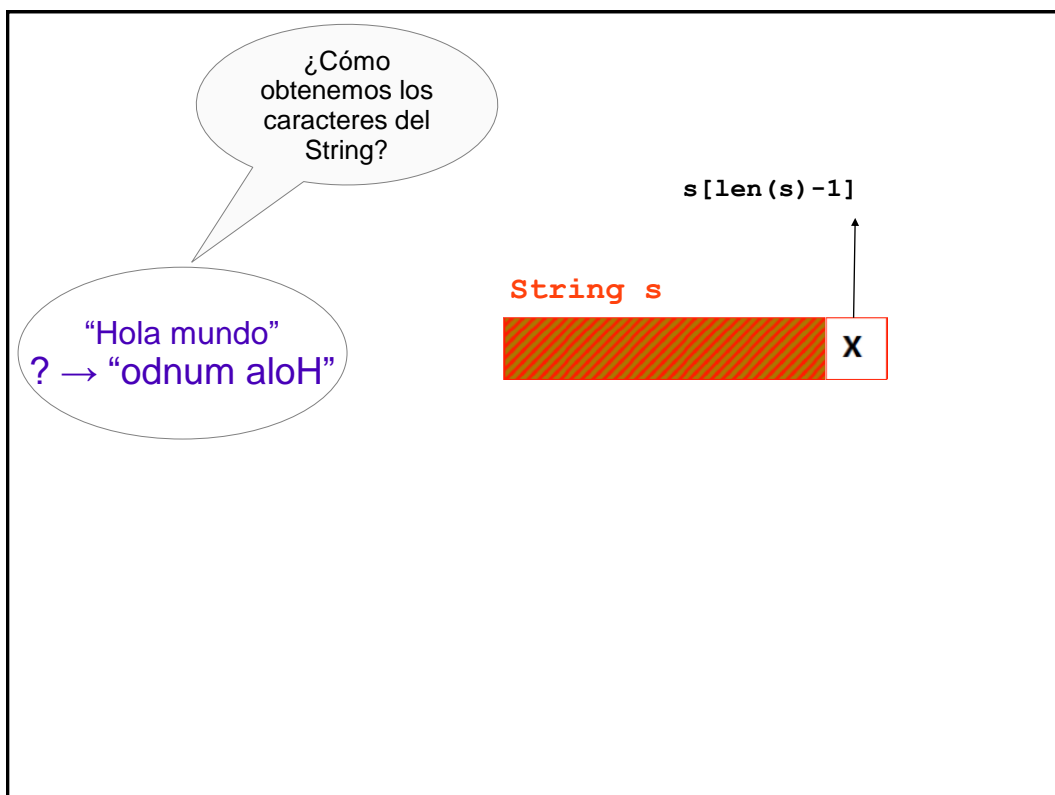 ¿Cómo
obtenemos los
caracteres del
String?
s[len(s)-1]
String s
X
“Hola mundo”
? → “odnum aloH”